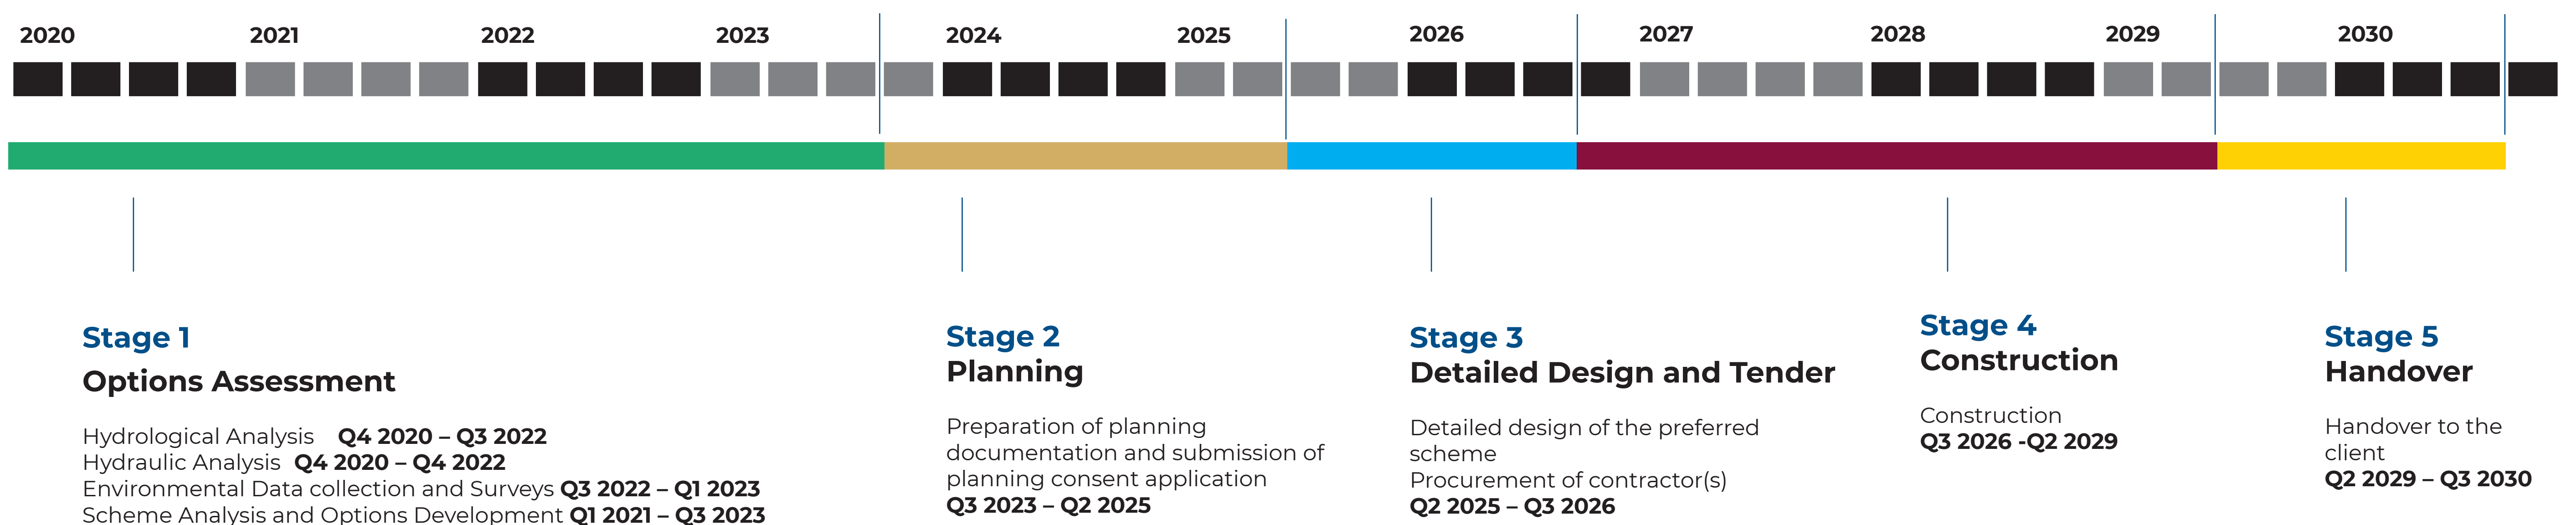 2020 2021 2022 2023 2024 2025 2026 2027 2028 2029 2030
Stage 1
Options Assessment
Hydrological Analysis Q4 2020 – Q3 2022
Hydraulic Analysis Q4 2020 – Q4 2022
Environmental Data collection and Surveys Q3 2022 – Q1 2023
Scheme Analysis and Options Development Q1 2021 – Q3 2023
Stage 2
Planning
Preparation of planning
documentation and submission of
planning consent application
Q3 2023 – Q2 2025
Stage 3
Detailed Design and Tender
Detailed design of the preferred
scheme
Procurement of contractor(s)
Q2 2025 – Q3 2026
Stage 4
Construction
Construction
Q3 2026 -Q2 2029
Stage 5
Handover
Handover to the
client
Q2 2029 – Q3 2030